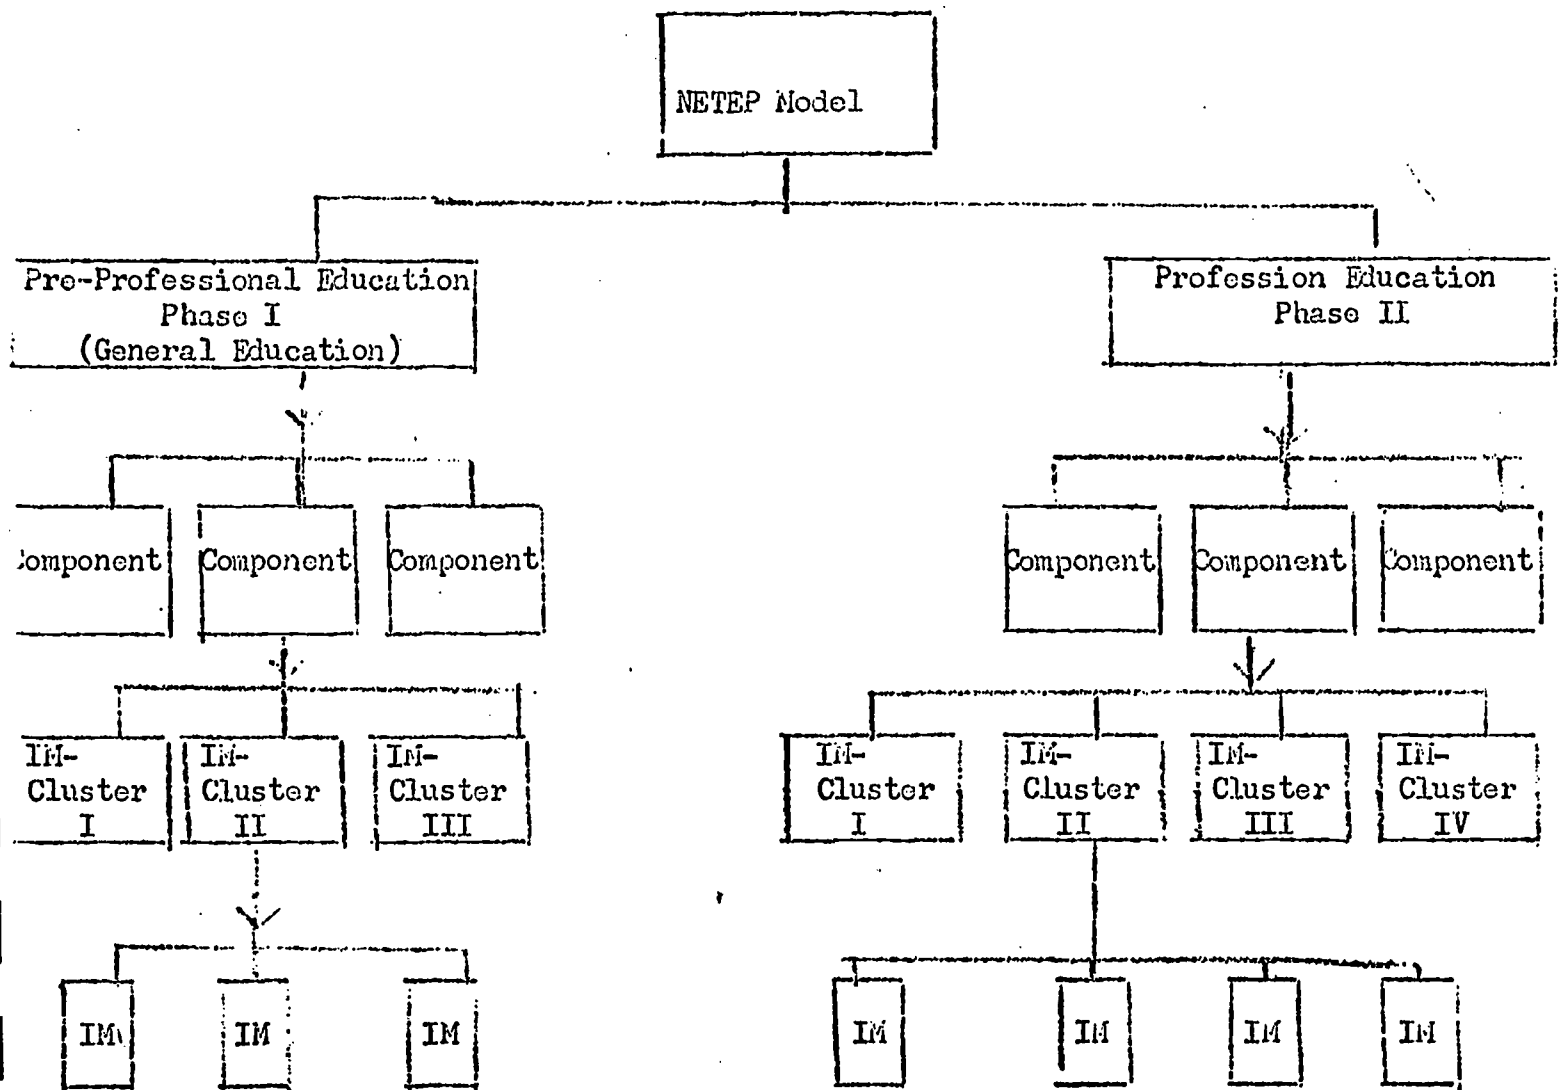 NETEP Model
Pre-Professional Education
Phase I
(General Education)
Profession Education
Phase II
Component
Component
Component
Component
Component
Component
IM-
Cluster
I
IM-
Cluster
II
IM-
Cluster
III
IM-
Cluster
I
IM-
Cluster
II
IM-
Cluster
III
IM-
Cluster
IV
IM
IM
IM
IM
IM
IM
IM